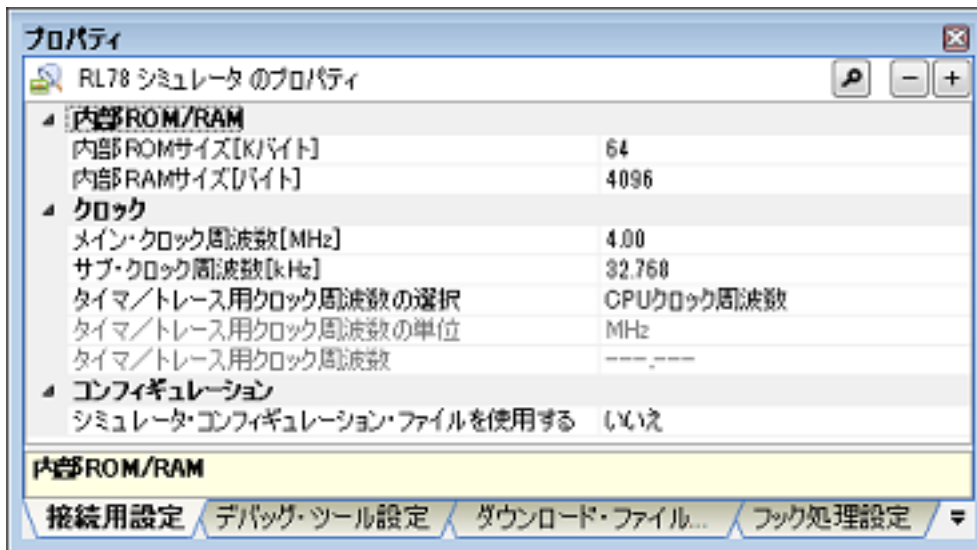 プロパティ
RL78 シミュレータ のプロパティ
内部ROM/RAM
内部ROMサイズ[Kバイト] 64
内部RAMサイズ[バイト] 4096
クロック
メイン・クロック周波数[MHz] 4.00
サブ・クロック周波数[kHz] 32.768
タイマ／トレース用クロック周波数の選択 CPUクロック周波数
タイマ／トレース用クロック周波数の単位 MHz
タイマ／トレース用クロック周波数 ---.---
コンフィギュレーション
シミュレータ・コンフィギュレーション・ファイルを使用する いいえ
内部ROM/RAM
接続用設定 デバッグ・ツール設定 ダウンロード・ファイル... フック処理設定